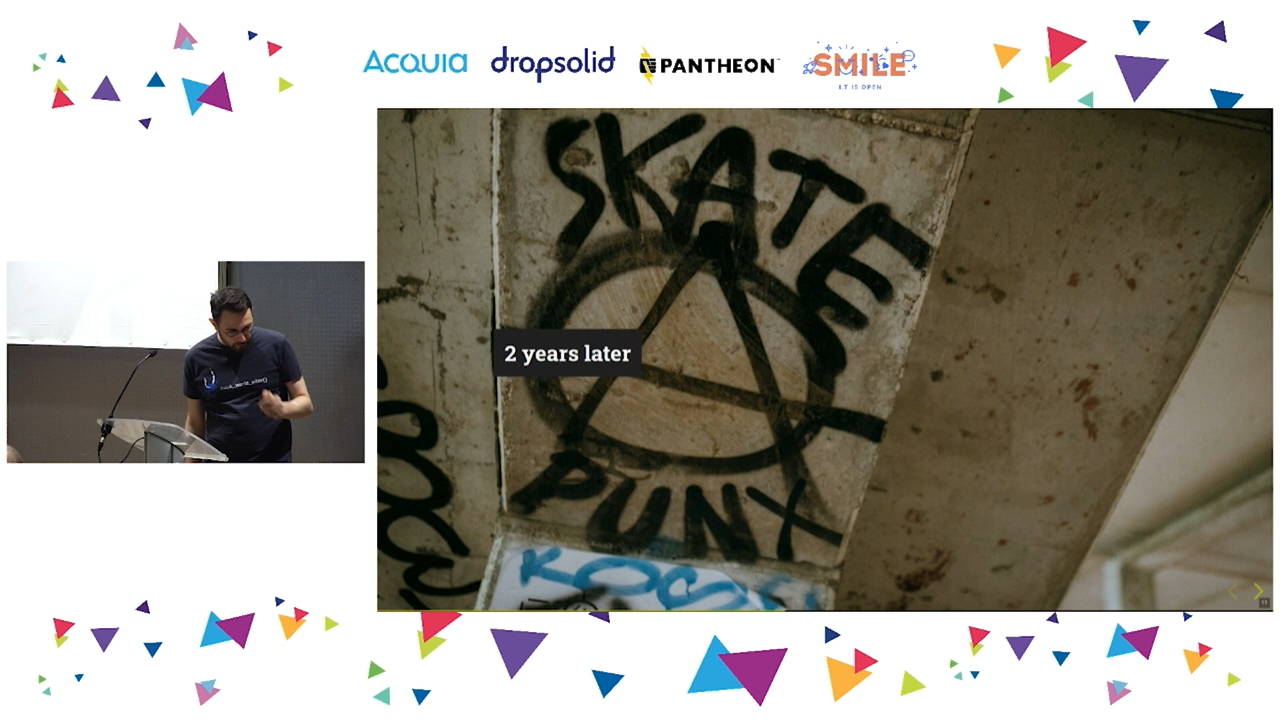 ACQUIA
dropsolid
PANTHEON
SMILE
I.T IS OPEN
SKATE
2 years later
PUNX